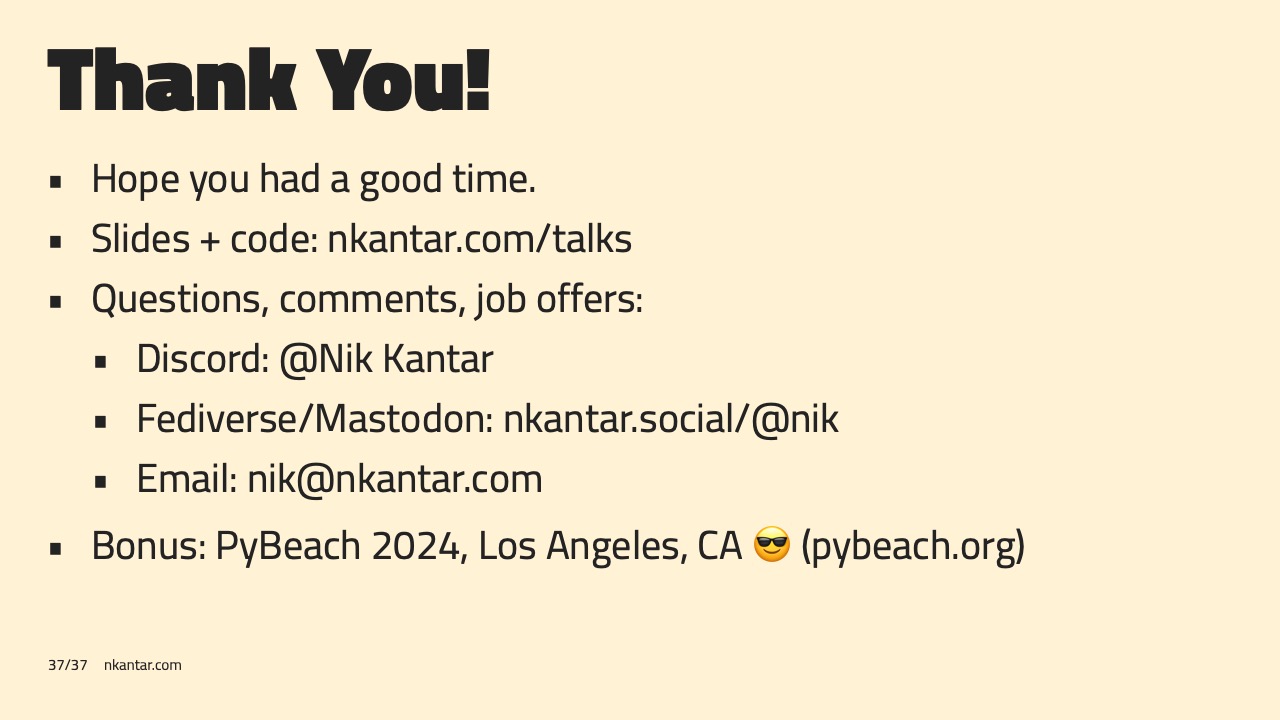 Thank You!
▪ Hope you had a good time.
▪ Slides + code: nkantar.com/talks
▪ Questions, comments, job offers:
▪ Discord: @Nik Kantar
▪ Fediverse/Mastodon: nkantar.social/@nik
▪ Email: nik@nkantar.com
▪ Bonus: PyBeach 2024, Los Angeles, CA 😎 (pybeach.org)
37/37 nkantar.com